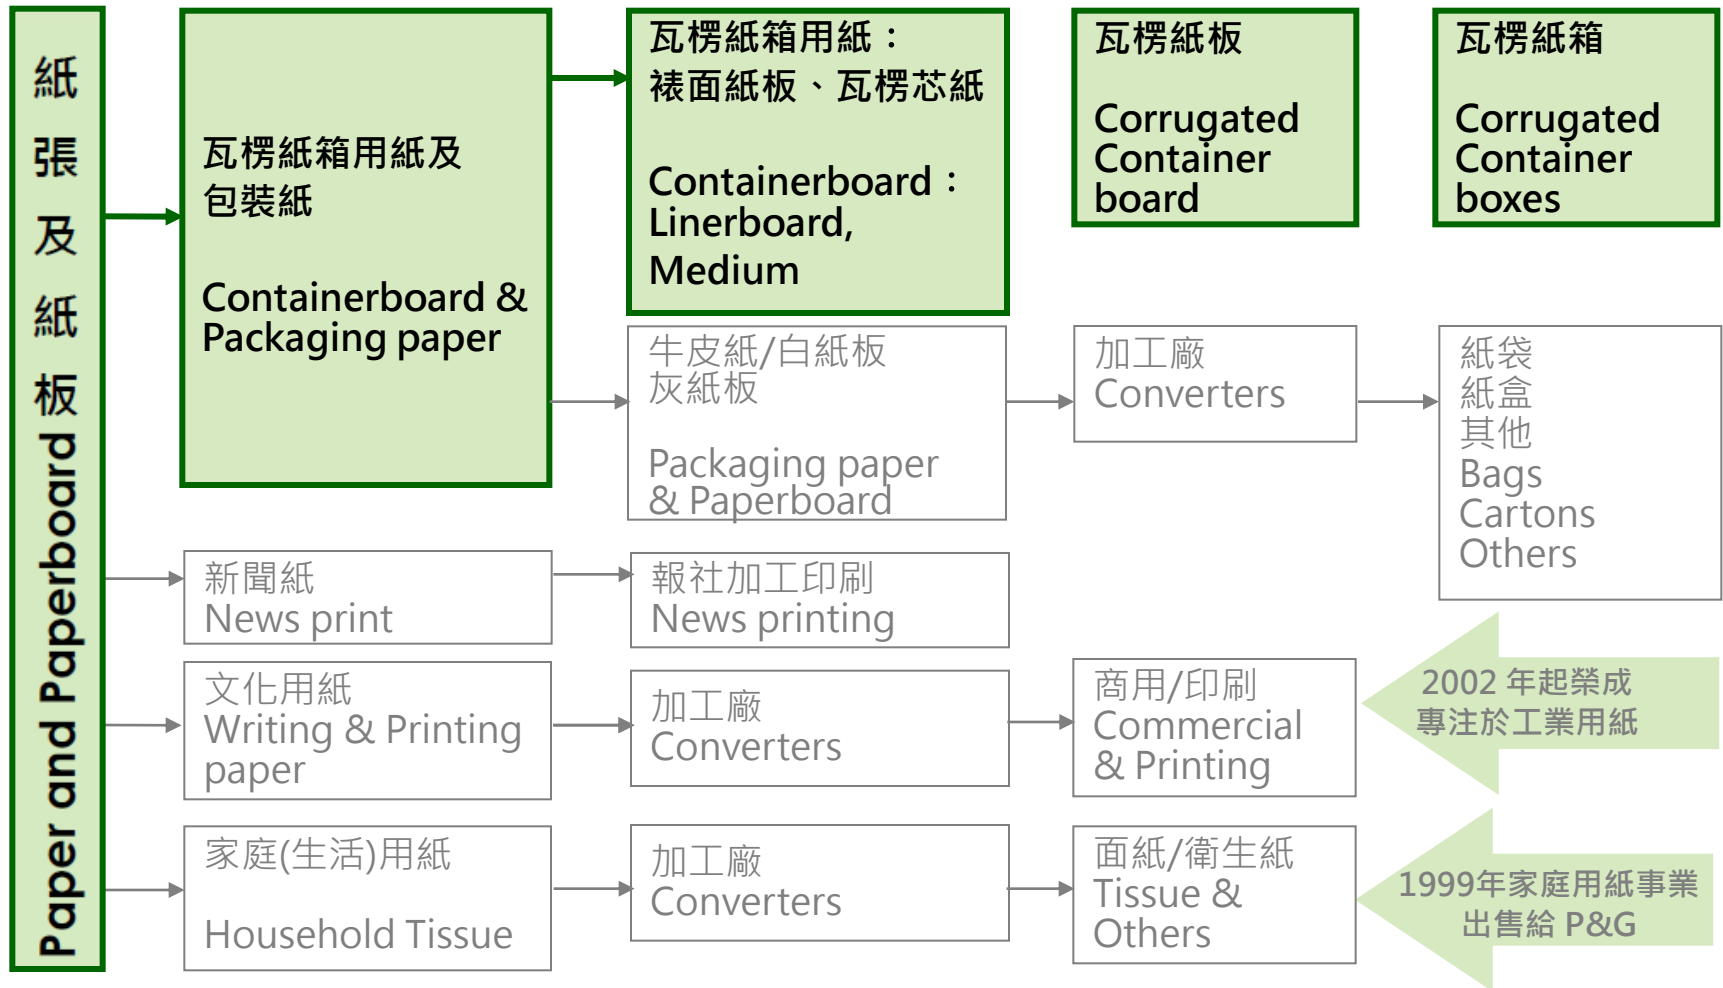 紙張及紙板 Paper and Paperboard
瓦楞紙箱用紙及
包裝紙
Containerboard &
Packaging paper
瓦楞紙箱用紙：
裱面紙板、瓦楞芯紙
Containerboard：
Linerboard,
Medium
瓦楞紙板
Corrugated
Container
board
瓦楞紙箱
Corrugated
Container
boxes
牛皮紙/白紙板
灰紙板
Packaging paper
& Paperboard
加工廠
Converters
紙袋
紙盒
其他
Bags
Cartons
Others
新聞紙
News print
報社加工印刷
News printing
文化用紙
Writing & Printing
paper
加工廠
Converters
商用/印刷
Commercial
& Printing
2002 年起榮成
專注於工業用紙
家庭(生活)用紙
Household Tissue
加工廠
Converters
面紙/衛生紙
Tissue &
Others
1999年家庭用紙事業
出售給 P&G